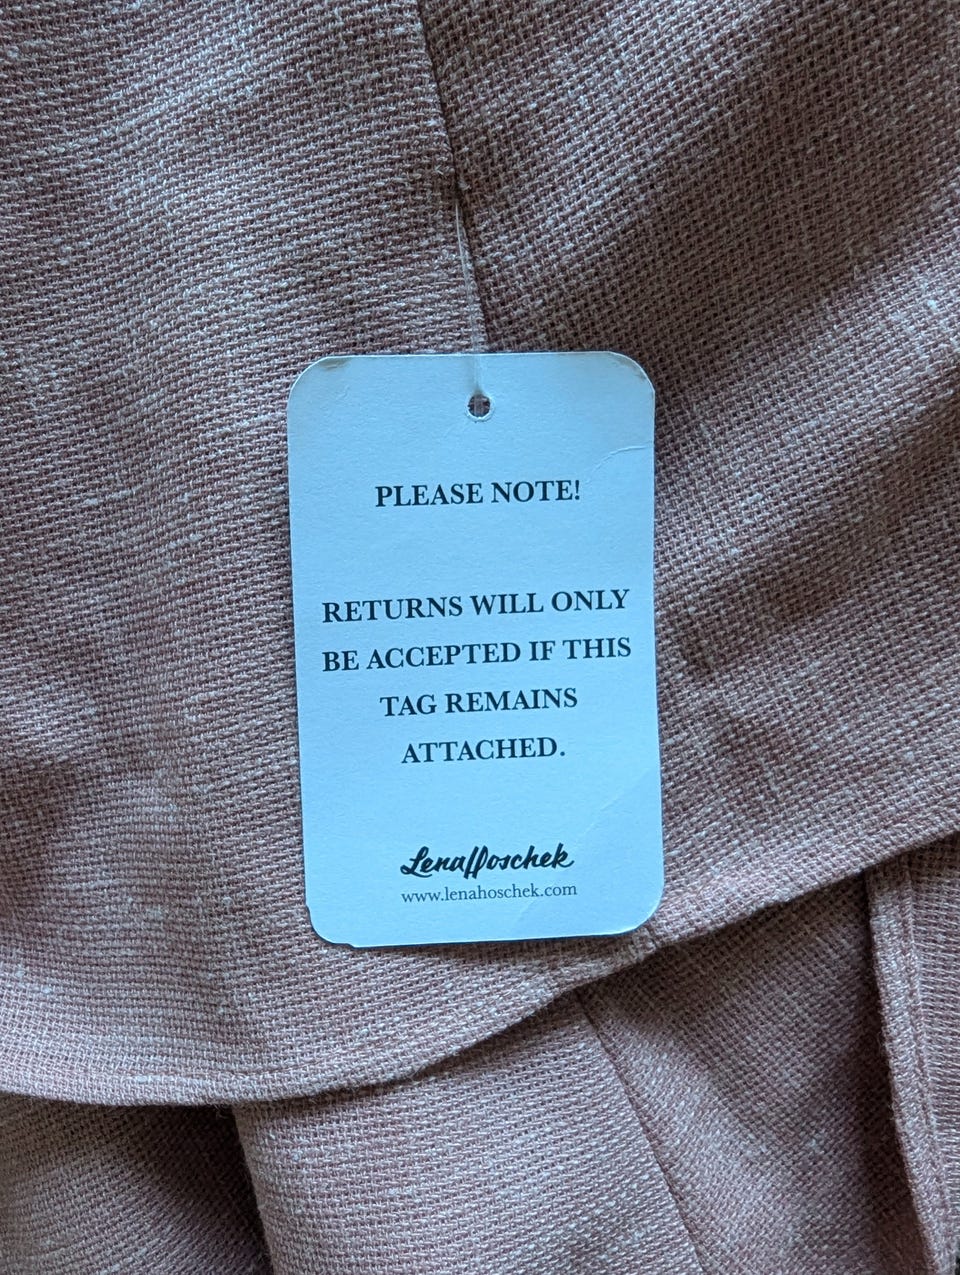 PLEASE NOTE!
RETURNS WILL ONLY
BE ACCEPTED IF THIS
TAG REMAINS
ATTACHED.
LenaHoschek
www.lenahoschek.com